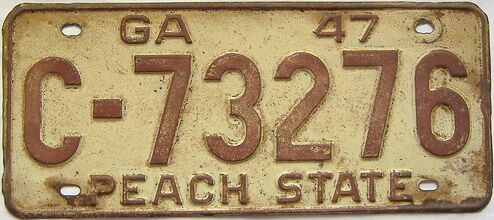 GA 47
C-73276
PEACH STATE